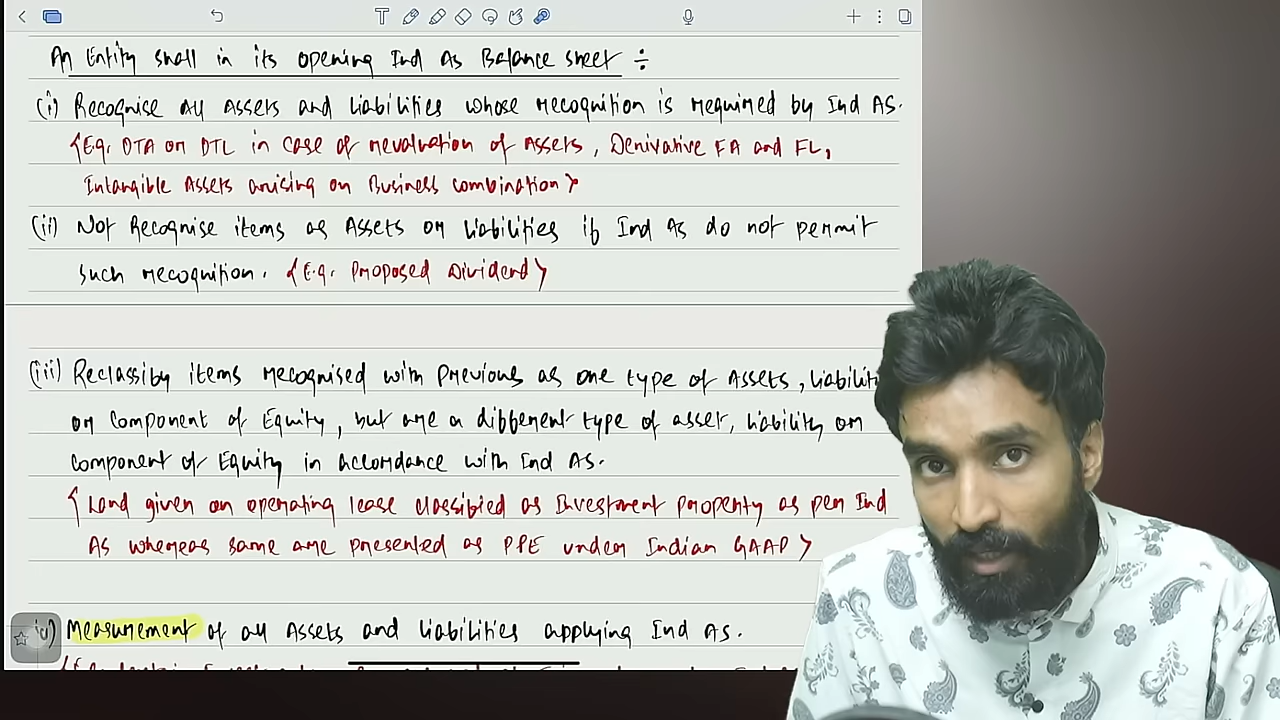 An Entity shall in its opening Ind As Balance sheet ÷
(i) Recognise all Assets and liabilities whose recognition is required by Ind AS.
{Eg. DTA or DTL in case of revaluation of Assets, Derivative FA and FL,
Intangible Assets arising on Business combination}
(ii) Not Recognise items as Assets or liabilities if Ind As do not permit
such recognition. {E.g. Proposed Dividend}
(iii) Reclassify items recognised with Previous as one type of Assets, liabiliti
or component of Equity, but are a different type of asset, liability or
component of Equity in accordance with Ind AS.
{Land given on operating lease classified as Investment property as per Ind
As whereas same are presented as PPE under Indian GAAP}
Measurement of all Assets and liabilities applying Ind AS.